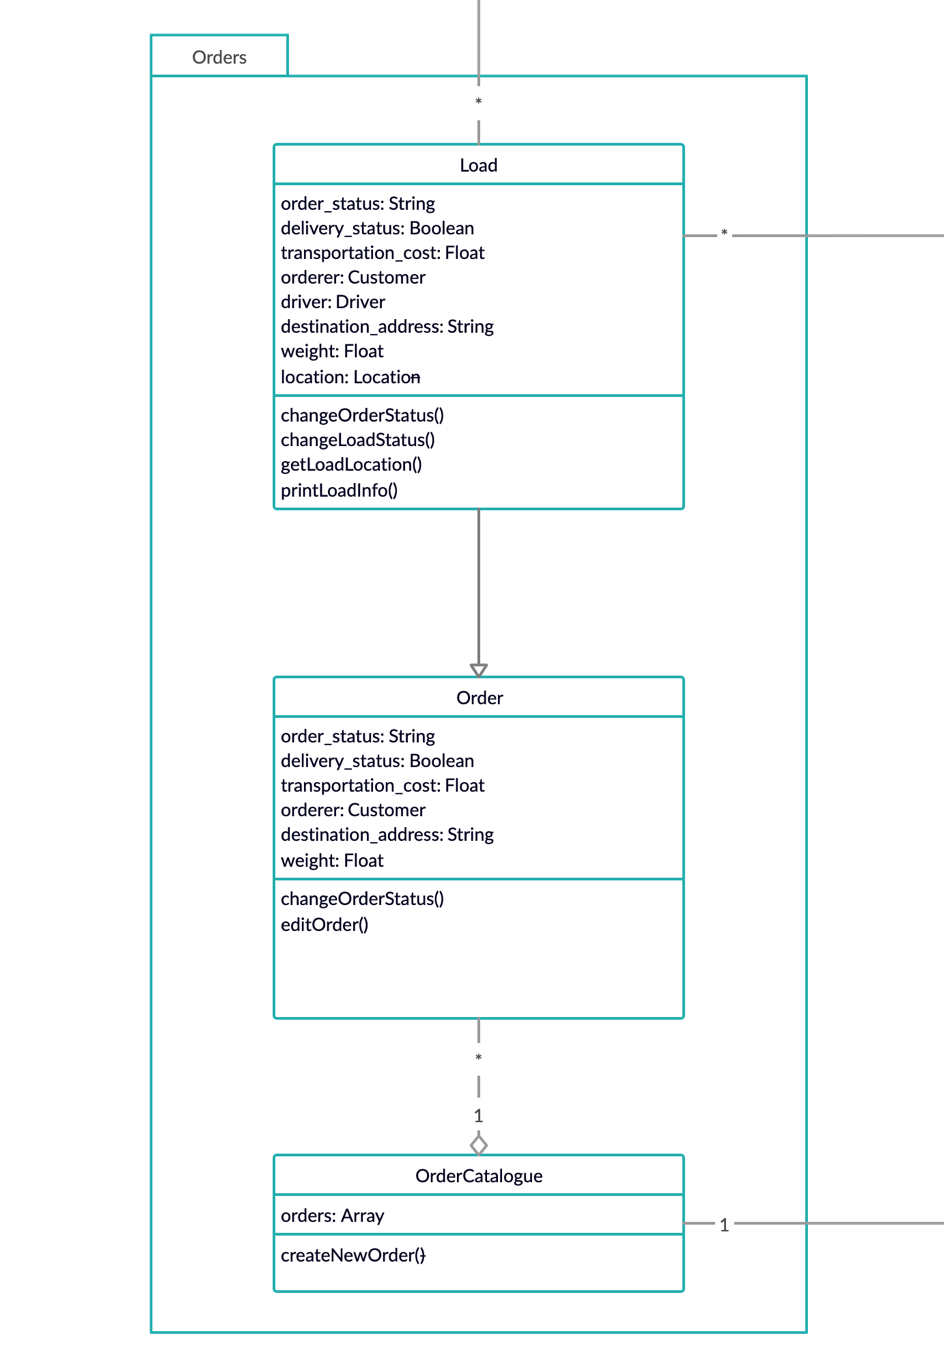 Orders
*
Load
order_status: String
delivery_status: Boolean
transportation_cost: Float
orderer: Customer
driver: Driver
destination_address: String
weight: Float
location: Location
*
changeOrderStatus()
changeLoadStatus()
getLoadLocation()
printLoadInfo()
Order
order_status: String
delivery_status: Boolean
transportation_cost: Float
orderer: Customer
destination_address: String
weight: Float
changeOrderStatus()
editOrder()
*
1
OrderCatalogue
orders: Array
1
createNewOrder()